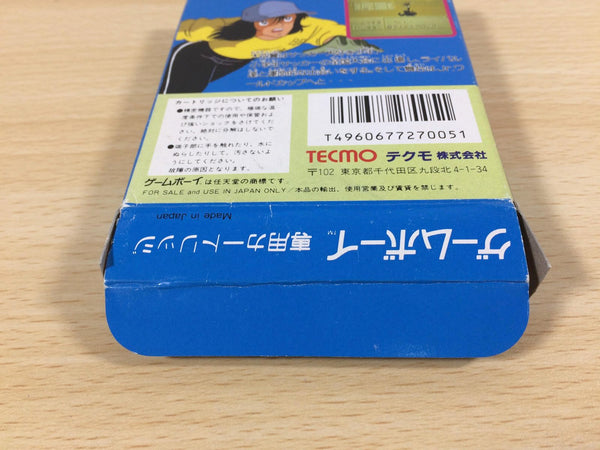 カートリッジについてのお願い
●精密機器ですので、極端な温
度条件下での使用や保管およ
び強いショックをさけてくだ
さい。絶対に分解はしないで
ください。
●端子部に手を触れたり、水に
ぬらしたりして、汚さないよ
うにしてください。
故障の原因となります。
T4960677270051
TECMO テクモ株式会社
〒102 東京都千代田区九段北4-1-34
ゲームボーイは任天堂の商標です。
FOR SALE and USE IN JAPAN ONLY/本品の輸出、使用営業及び賃貸を禁じます。
ゲームボーイ™ 専用カートリッジ
Made in Japan